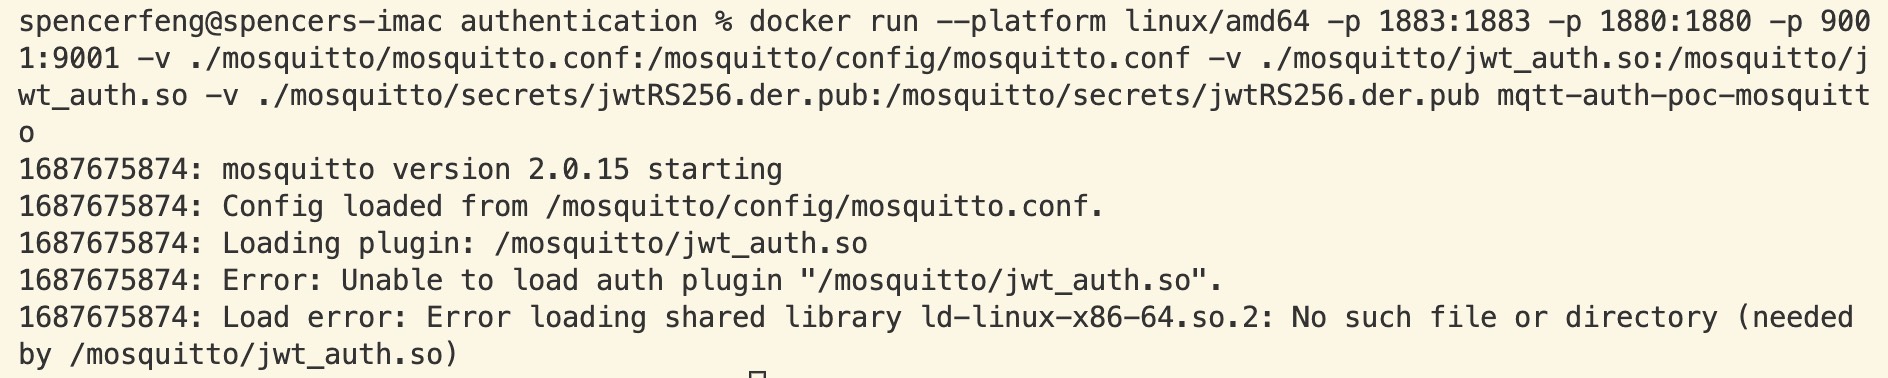 spencerfeng@spencers-imac authentication % docker run --platform linux/amd64 -p 1883:1883 -p 1880:1880 -p 900
1:9001 -v ./mosquitto/mosquitto.conf:/mosquitto/config/mosquitto.conf -v ./mosquitto/jwt_auth.so:/mosquitto/j
wt_auth.so -v ./mosquitto/secrets/jwtRS256.der.pub:/mosquitto/secrets/jwtRS256.der.pub mqtt-auth-poc-mosquitt
o
1687675874: mosquitto version 2.0.15 starting
1687675874: Config loaded from /mosquitto/config/mosquitto.conf.
1687675874: Loading plugin: /mosquitto/jwt_auth.so
1687675874: Error: Unable to load auth plugin "/mosquitto/jwt_auth.so".
1687675874: Load error: Error loading shared library ld-linux-x86-64.so.2: No such file or directory (needed
by /mosquitto/jwt_auth.so)